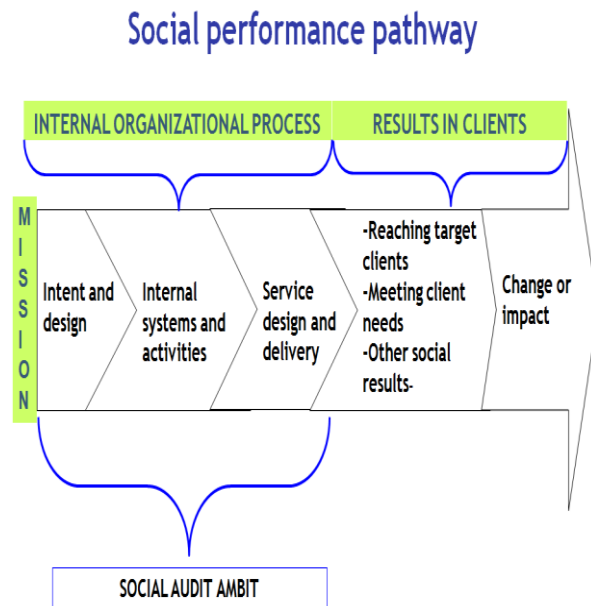 Social performance pathway
INTERNAL ORGANIZATIONAL PROCESS
RESULTS IN CLIENTS
MISSION
Intent and
design
Internal
systems and
activities
Service
design and
delivery
-Reaching target
clients
-Meeting client
needs
-Other social
results-
Change or
impact
SOCIAL AUDIT AMBIT